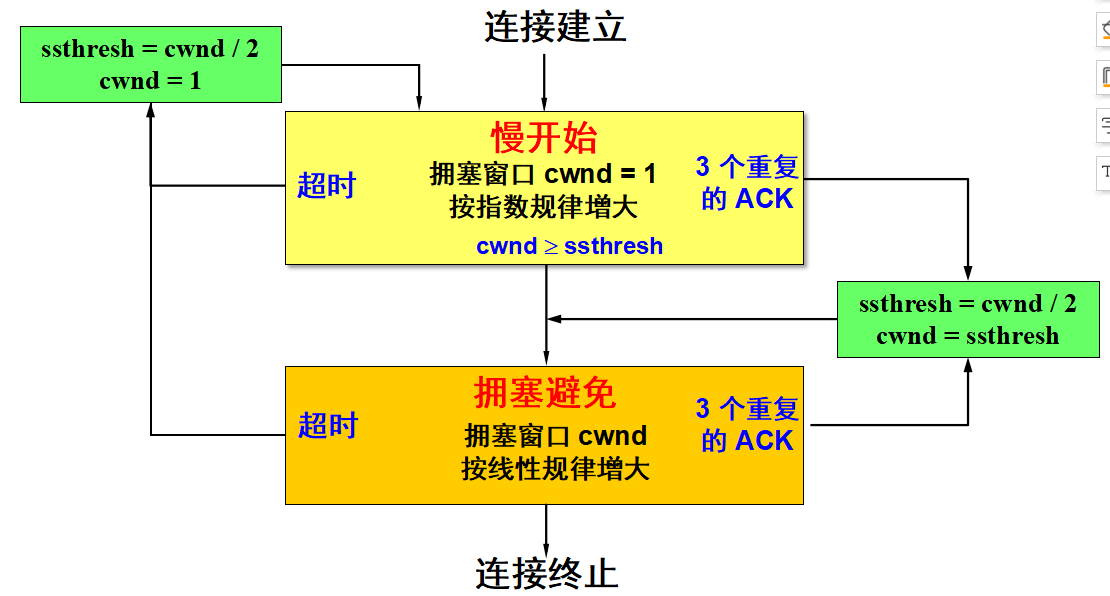 连接建立
ssthresh = cwnd / 2
cwnd = 1
慢开始
拥塞窗口 cwnd = 1
按指数规律增大
cwnd ≥ ssthresh
超时
3 个重复
的 ACK
ssthresh = cwnd / 2
cwnd = ssthresh
拥塞避免
拥塞窗口 cwnd
按线性规律增大
超时
3 个重复
的 ACK
连接终止